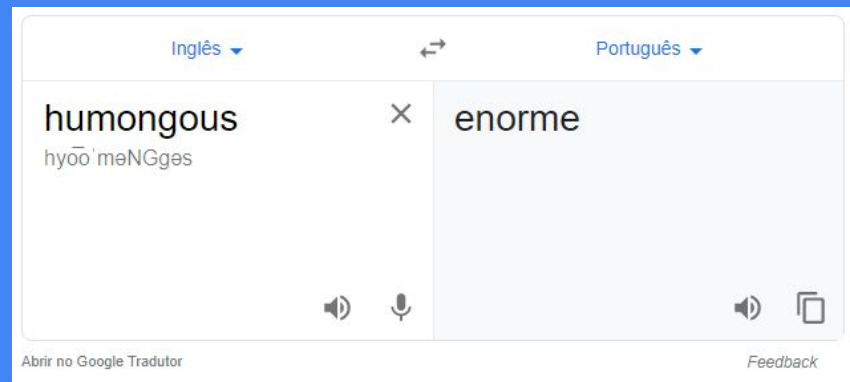 Inglês
Português
humongous
hyo͞oˈməNGgəs
enorme
Abrir no Google Tradutor
Feedback